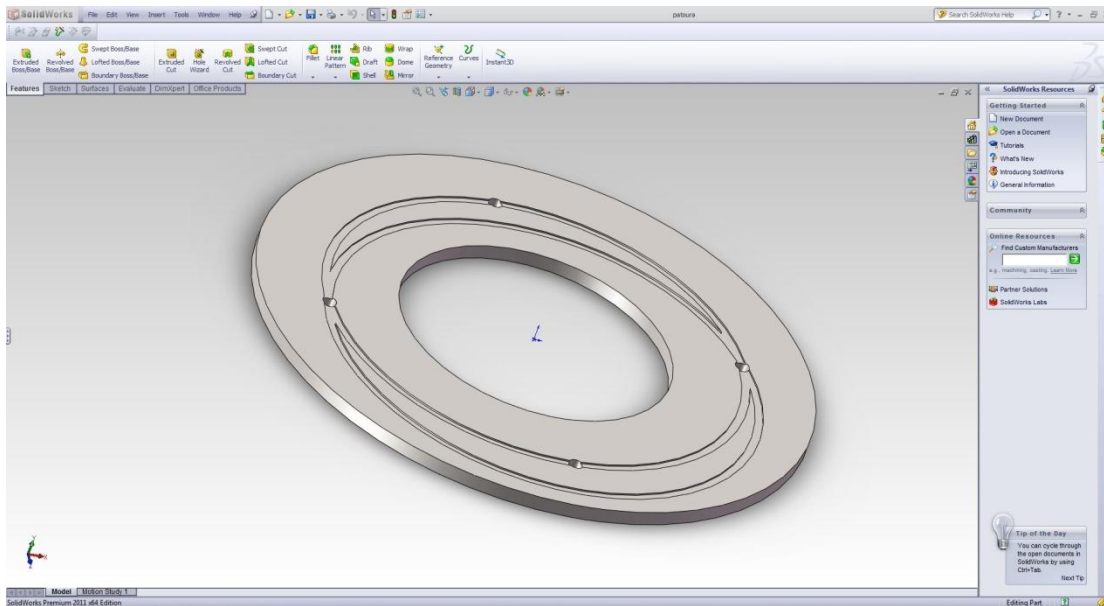 SolidWorks File Edit View Insert Tools Window Help patoura Search SolidWorks Help
Extruded Boss/Base Revolved Boss/Base Swept Boss/Base Lofted Boss/Base Boundary Boss/Base Extruded Cut Hole Wizard Revolved Cut Swept Cut Lofted Cut Boundary Cut Fillet Linear Pattern Rib Draft Shell Wrap Dome Mirror Reference Geometry Curves Instant3D
Features Sketch Surfaces Evaluate DimXpert Office Products
SolidWorks Resources
Getting Started
New Document
Open a Document
Tutorials
What's New
Introducing SolidWorks
General Information
Community
Online Resources
Find Custom Manufacturers
e.g., machining, casting. Learn More
Partner Solutions
SolidWorks Labs
Tip of the Day
You can cycle through
the open documents in
SolidWorks by using
Ctrl+Tab.
Next Tip
Model Motion Study 1
SolidWorks Premium 2011 x64 Edition Editing Part